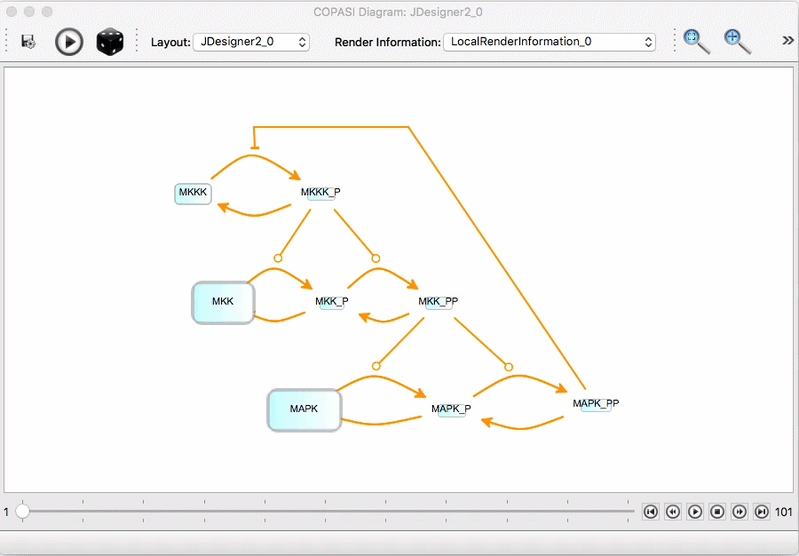 COPASI Diagram: JDesigner2_0
Layout: JDesigner2_0 Render Information: LocalRenderInformation_0
MKKK MKKK_P
MKK MKK_P MKK_PP
MAPK MAPK_P MAPK_PP
1 101